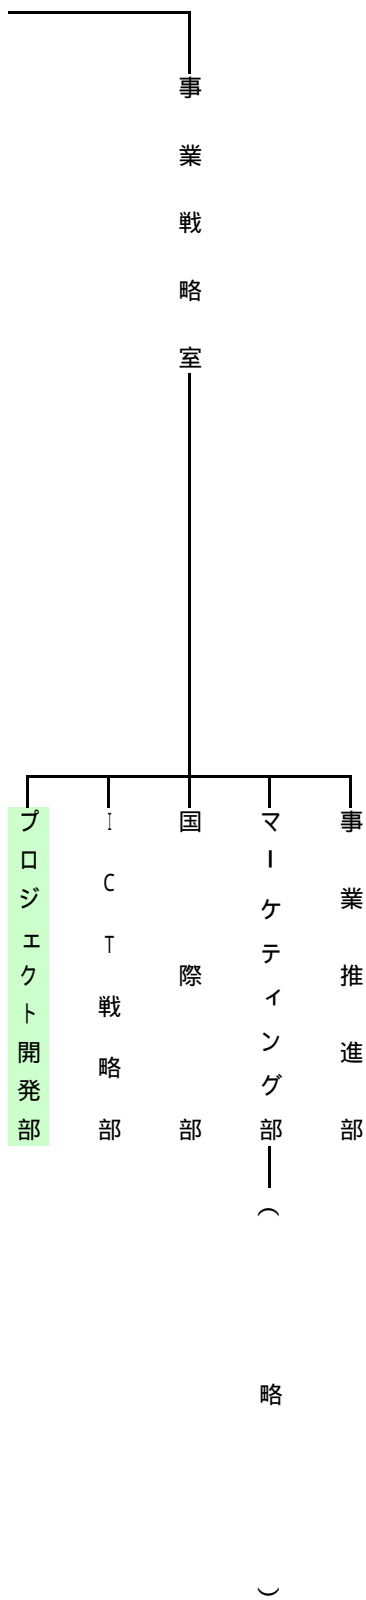 事業戦略室
事業推進部
マーケティング部
（略）
国際部
ICT戦略部
プロジェクト開発部